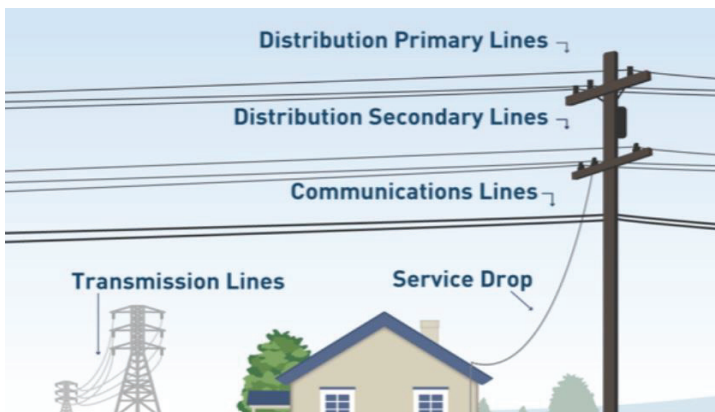 Distribution Primary Lines
Distribution Secondary Lines
Communications Lines
Transmission Lines
Service Drop